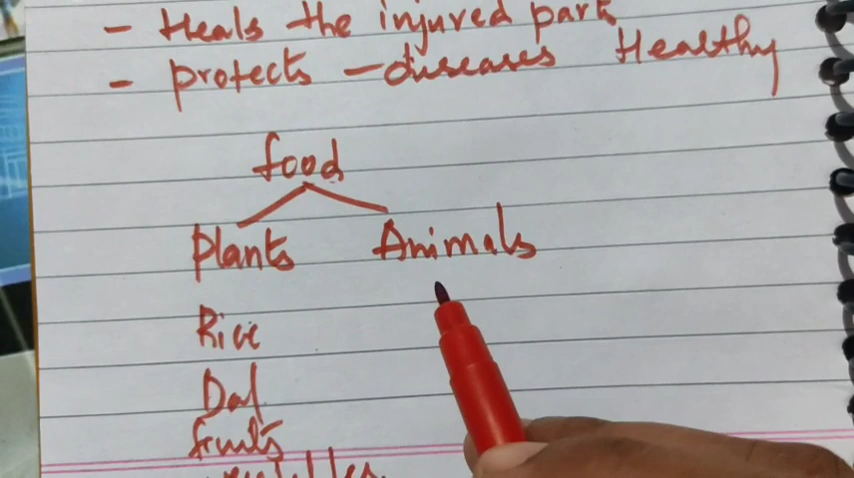 - Heals the injured part
- protects - diseases Healthy
food
Plants Animals
Rice
Dal
fruits